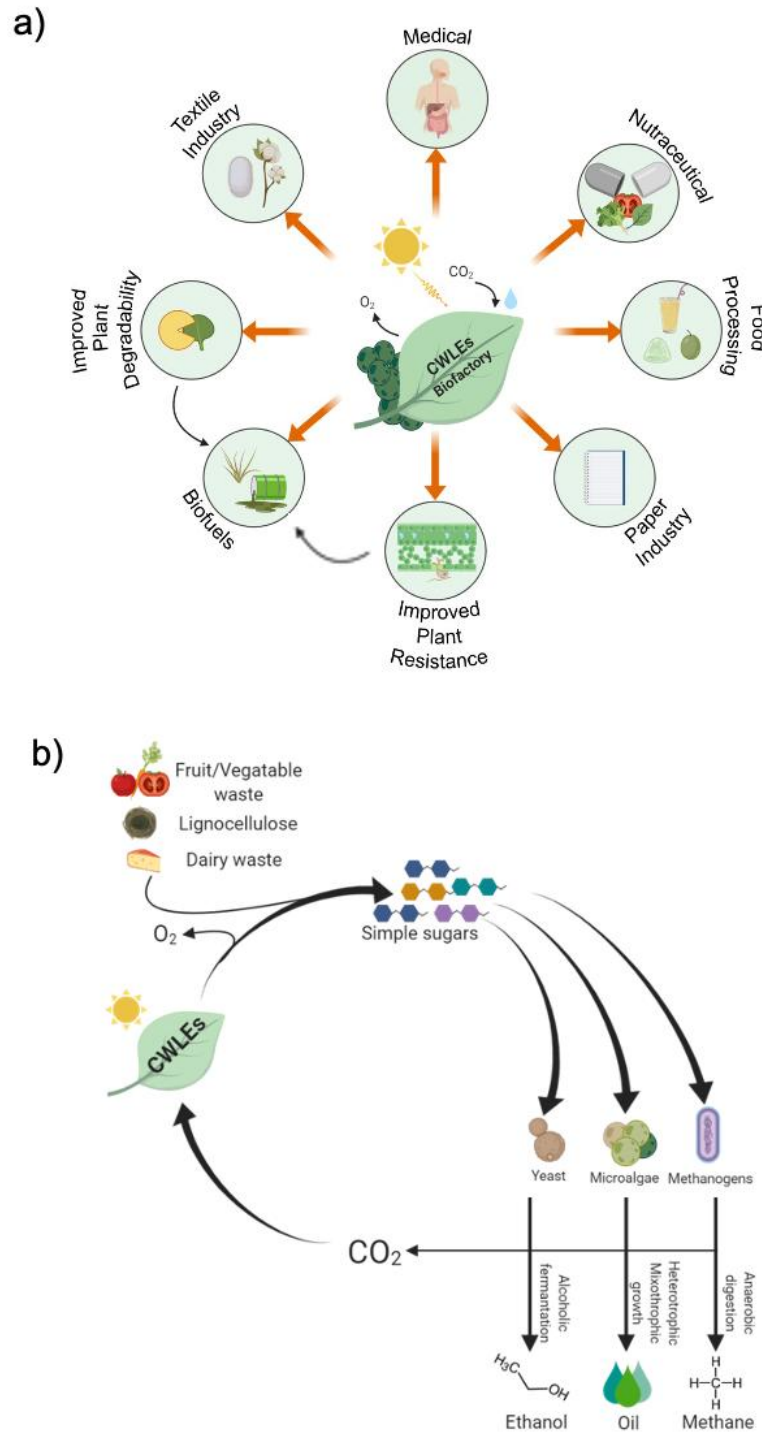 a)
Medical
Textile
Industry
Nutraceutical
CO₂
O₂
CWLEs
Biofactory
Improved
Plant
Degradability
Food
Processing
Biofuels
Paper
Industry
Improved
Plant
Resistance
b)
Fruit/Vegatable
waste
Lignocellulose
Dairy waste
O₂
Simple sugars
CWLEs
Yeast
Microalgae
Methanogens
CO₂
Alcoholic
fermantation
Heterotrophic
Mixothrophic
growth
Anaerobic
digestion
H₃C
OH
H
H–C–H
H
Ethanol
Oil
Methane